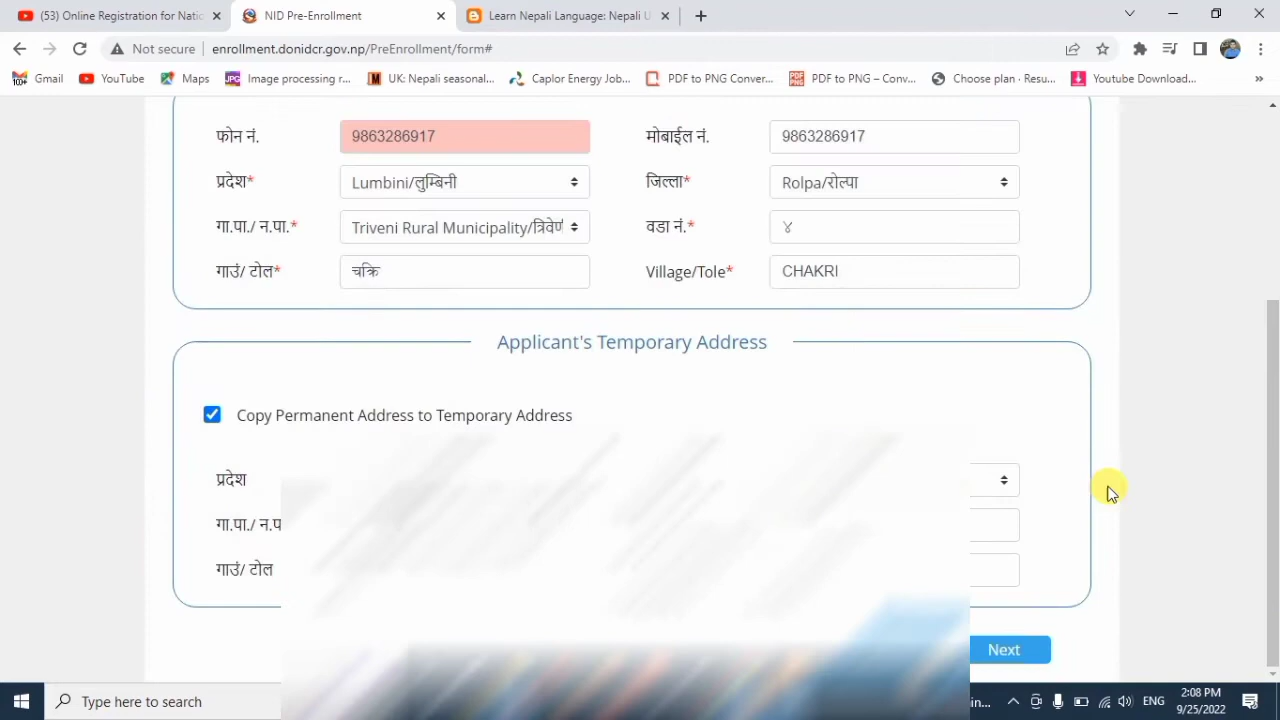 (53) Online Registration for Natio
NID Pre-Enrollment
Learn Nepali Language: Nepali U
Not secure
enrollment.donidcr.gov.np/PreEnrollment/form#
Gmail
YouTube
Maps
Image processing r...
UK: Nepali seasonal...
Caplor Energy Job...
PDF to PNG Conver...
PDF to PNG – Conv...
Choose plan · Resu...
Youtube Download...
फोन नं. 9863286917 मोबाईल नं. 9863286917
प्रदेश* Lumbini/लुम्बिनी जिल्ला* Rolpa/रोल्पा
गा.पा./ न.पा.* Triveni Rural Municipality/त्रिवेण वडा नं.* ४
गाउं/ टोल* चक्रि Village/Tole* CHAKRI
Applicant's Temporary Address
Copy Permanent Address to Temporary Address
प्रदेश
गा.पा./ न.प
गाउं/ टोल
Next
Type here to search
in...
ENG
2:08 PM
9/25/2022